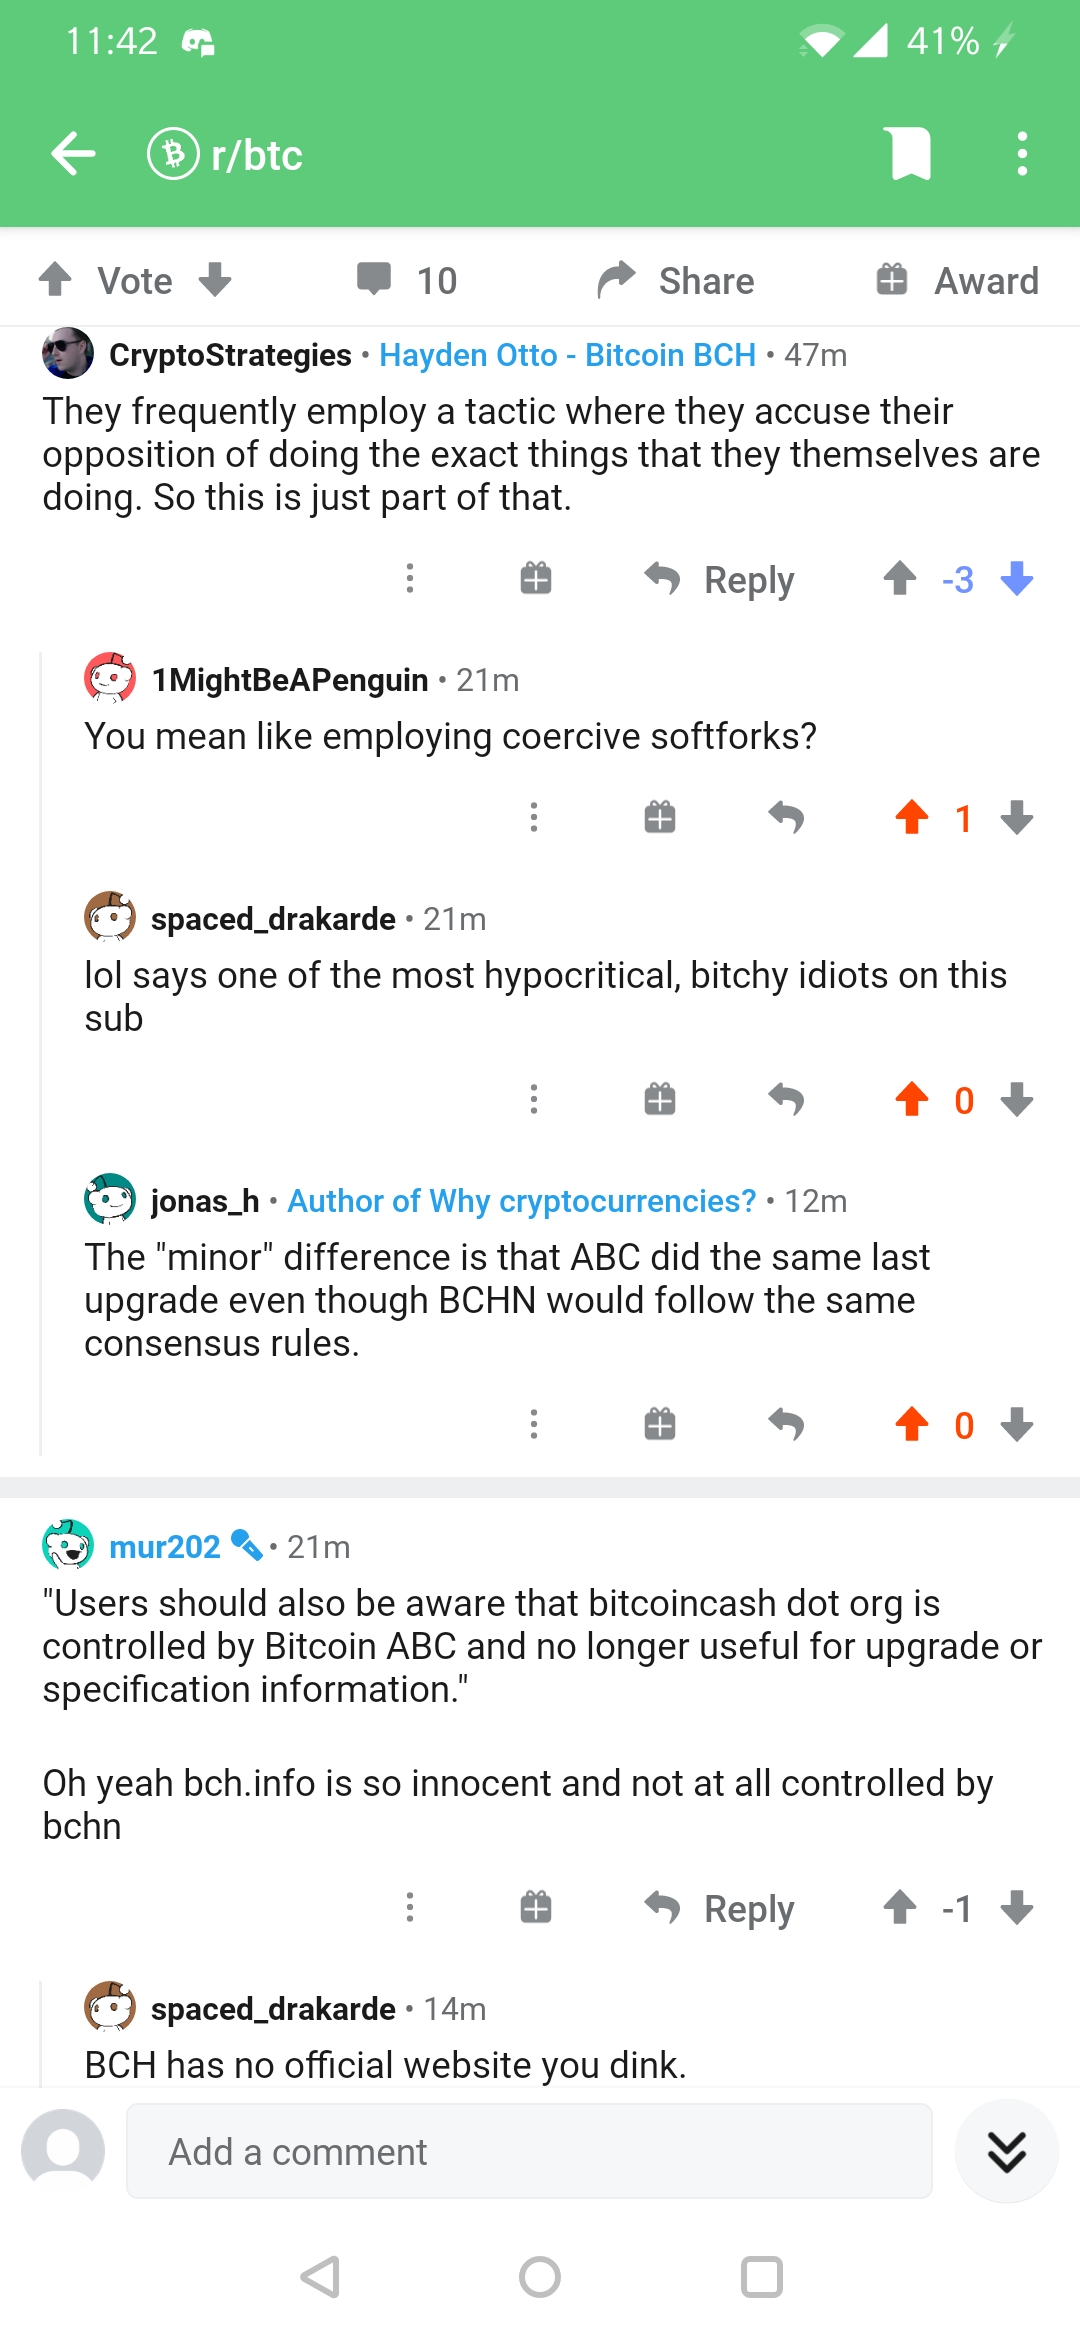 11:42
41%
r/btc
Vote
10
Share
Award
CryptoStrategies • Hayden Otto - Bitcoin BCH • 47m
They frequently employ a tactic where they accuse their
opposition of doing the exact things that they themselves are
doing. So this is just part of that.
Reply
-3
1MightBeAPenguin • 21m
You mean like employing coercive softforks?
1
spaced_drakarde • 21m
lol says one of the most hypocritical, bitchy idiots on this
sub
0
jonas_h • Author of Why cryptocurrencies? • 12m
The "minor" difference is that ABC did the same last
upgrade even though BCHN would follow the same
consensus rules.
0
mur202 • 21m
"Users should also be aware that bitcoincash dot org is
controlled by Bitcoin ABC and no longer useful for upgrade or
specification information."
Oh yeah bch.info is so innocent and not at all controlled by
bchn
Reply
-1
spaced_drakarde • 14m
BCH has no official website you dink.
Add a comment